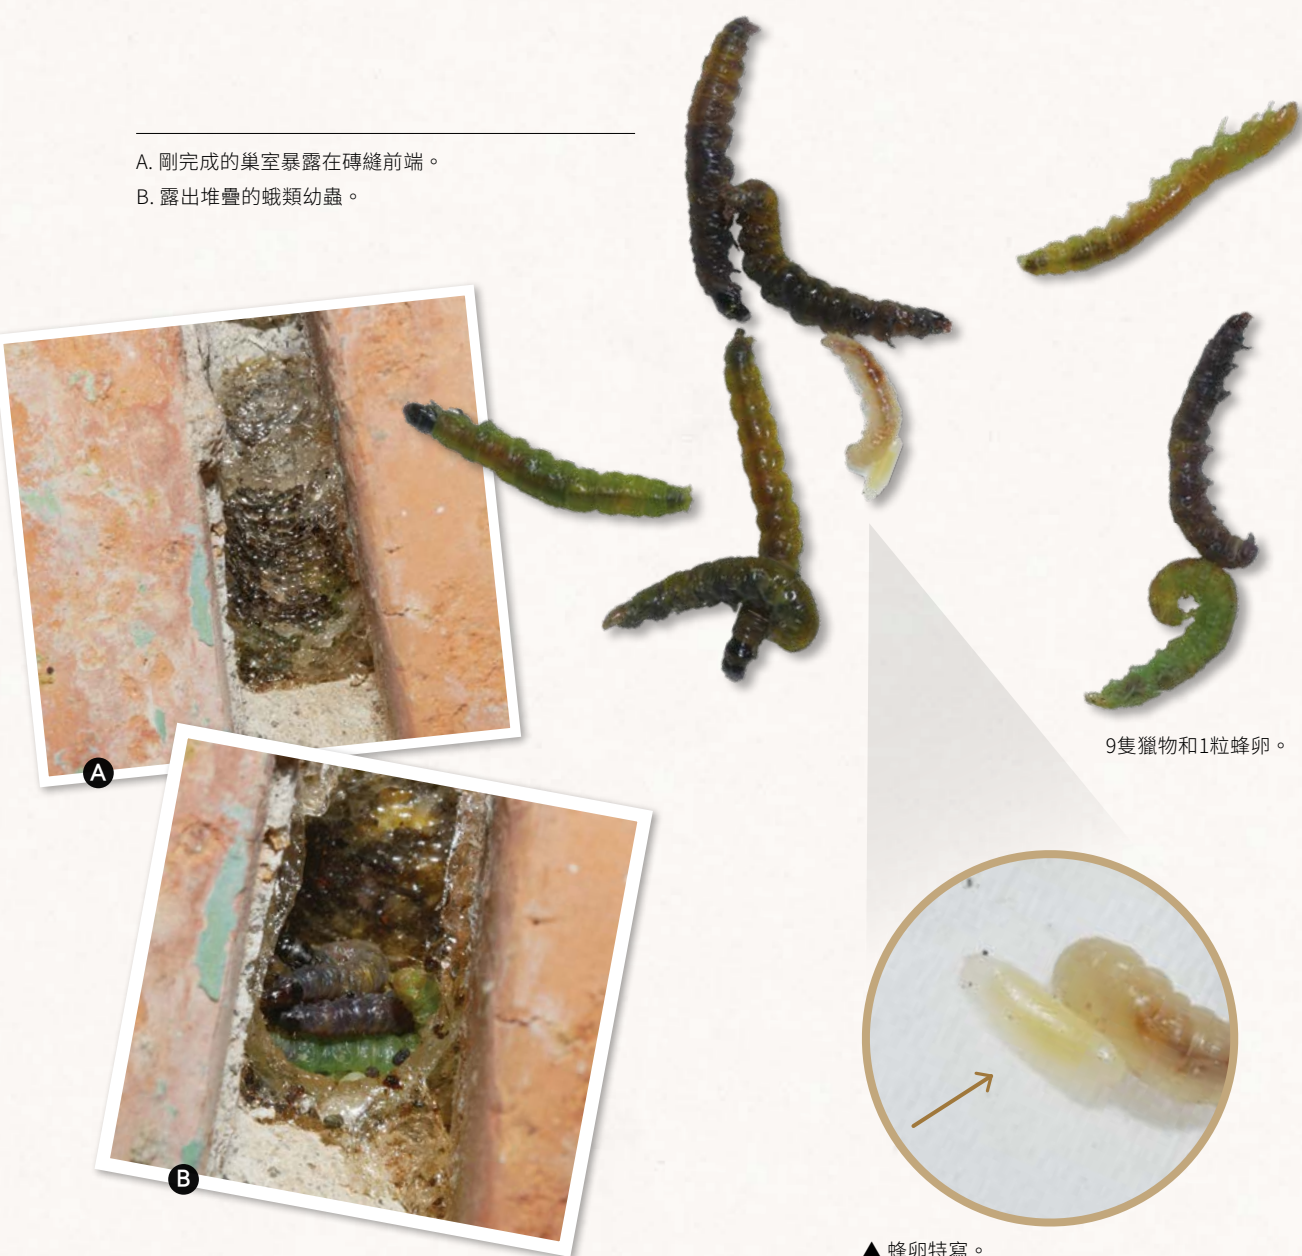 A. 剛完成的巢室暴露在磚縫前端。
B. 露出堆疊的蛾類幼蟲。
A
9隻獵物和1粒蜂卵。
B
▲ 蜂卵特寫。